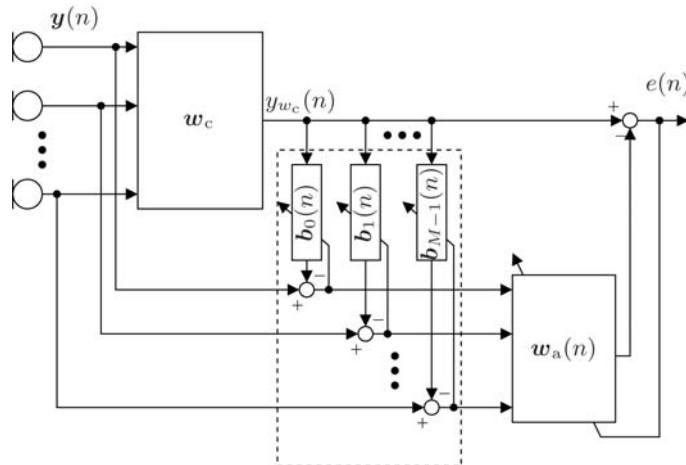 y(n)
w_c
y_{w_c}(n)
e(n)
+
−
b_0(n)
b_1(n)
b_{M−1}(n)
−
+
−
+
w_a(n)
−
+